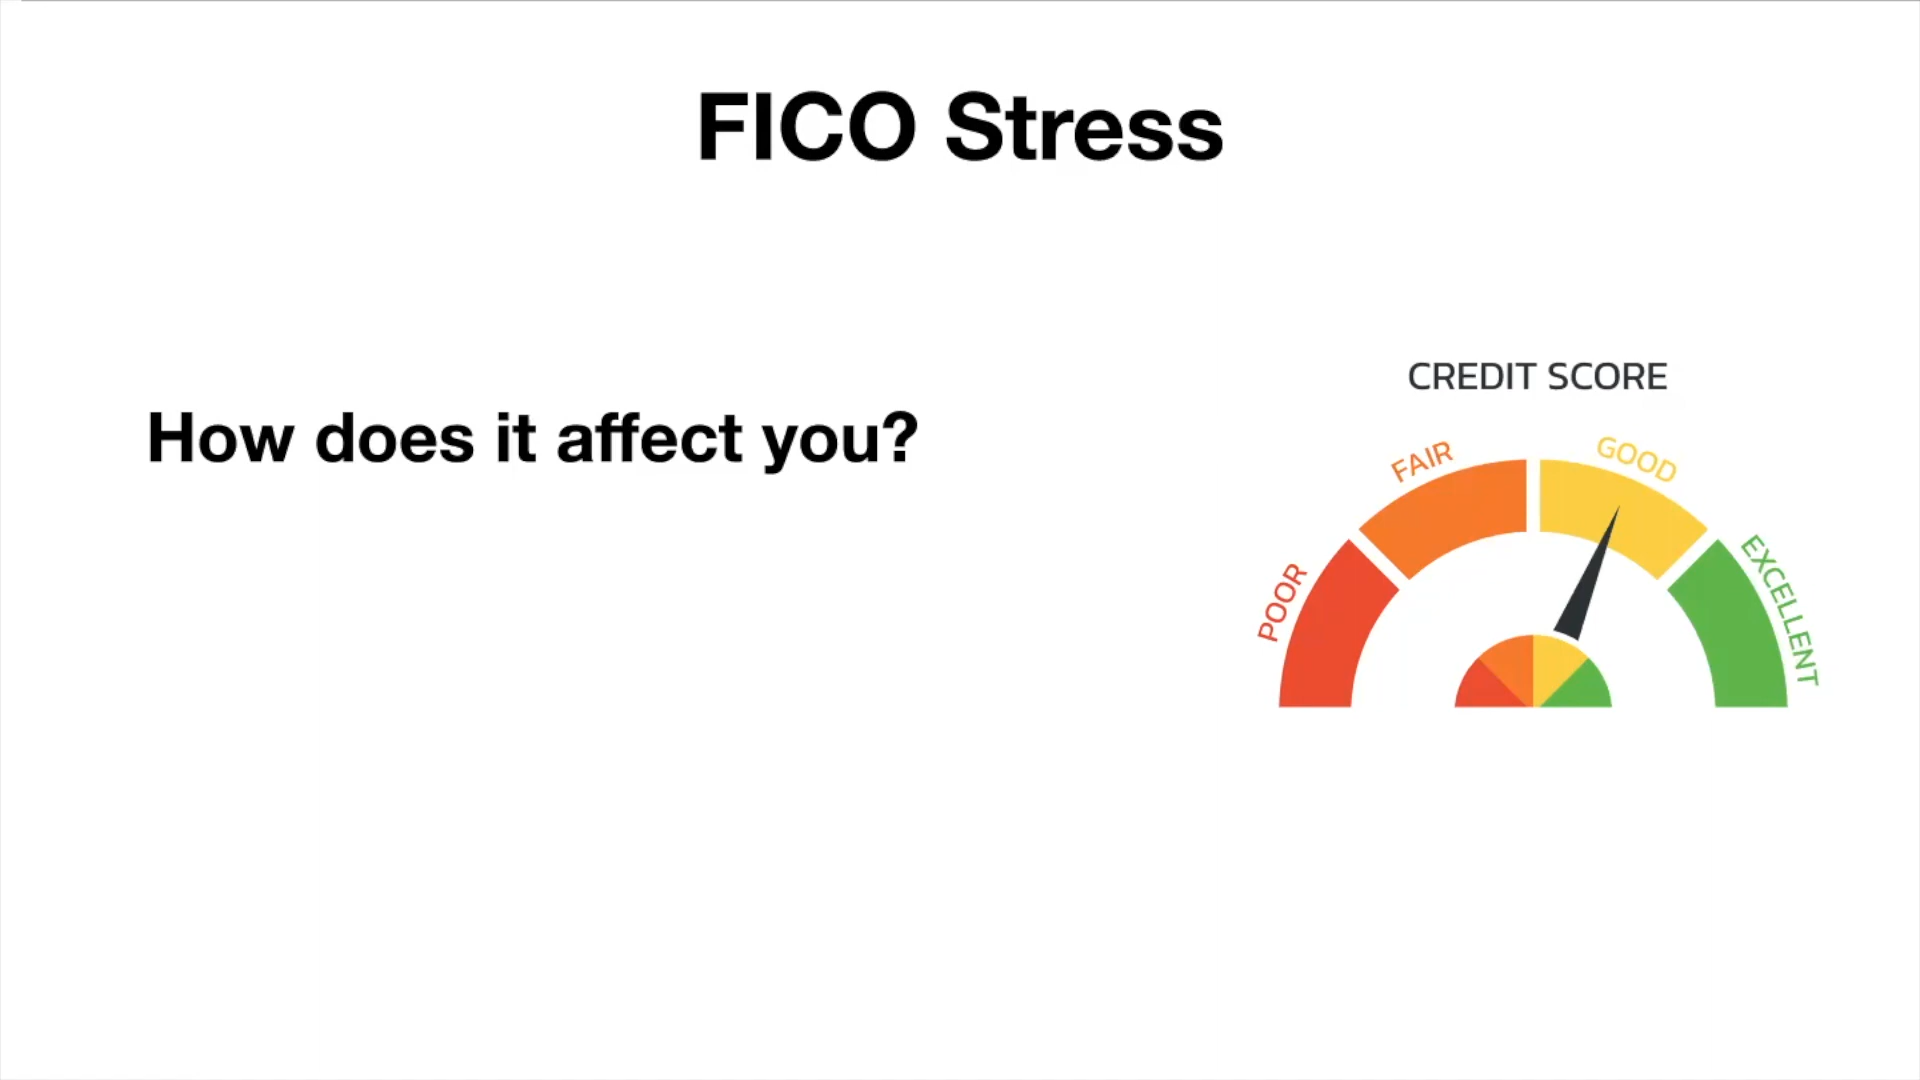 FICO Stress
How does it affect you?
CREDIT SCORE
POOR
FAIR
GOOD
EXCELLENT